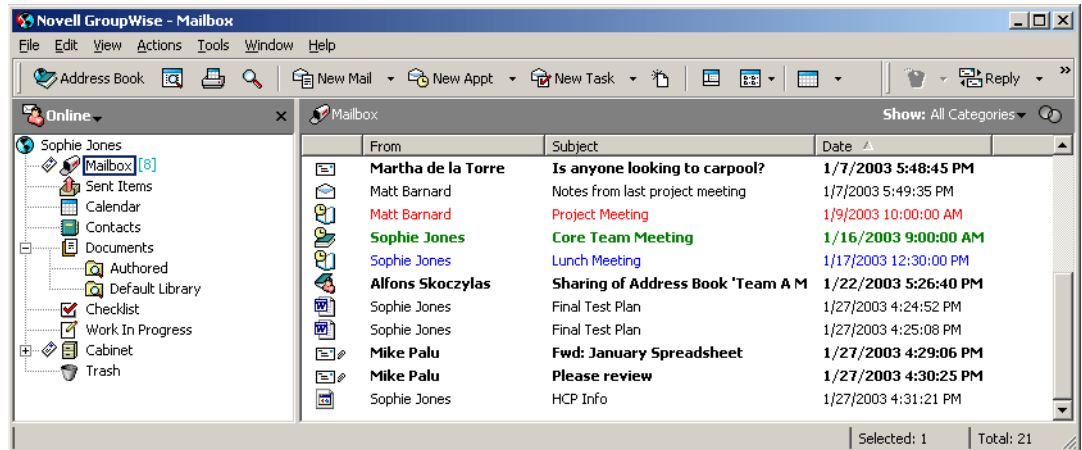 Novell GroupWise - Mailbox
File Edit View Actions Tools Window Help
Address Book New Mail New Appt New Task Reply »
Online Mailbox Show: All Categories
Sophie Jones
Mailbox [8]
Sent Items
Calendar
Contacts
Documents
Authored
Default Library
Checklist
Work In Progress
Cabinet
Trash
From Subject Date
Martha de la Torre Is anyone looking to carpool? 1/7/2003 5:48:45 PM
Matt Barnard Notes from last project meeting 1/7/2003 5:49:35 PM
Matt Barnard Project Meeting 1/9/2003 10:00:00 AM
Sophie Jones Core Team Meeting 1/16/2003 9:00:00 AM
Sophie Jones Lunch Meeting 1/17/2003 12:30:00 PM
Alfons Skoczylas Sharing of Address Book 'Team A M 1/22/2003 5:26:40 PM
Sophie Jones Final Test Plan 1/27/2003 4:24:52 PM
Sophie Jones Final Test Plan 1/27/2003 4:25:08 PM
Mike Palu Fwd: January Spreadsheet 1/27/2003 4:29:06 PM
Mike Palu Please review 1/27/2003 4:30:25 PM
Sophie Jones HCP Info 1/27/2003 4:31:21 PM
Selected: 1 Total: 21